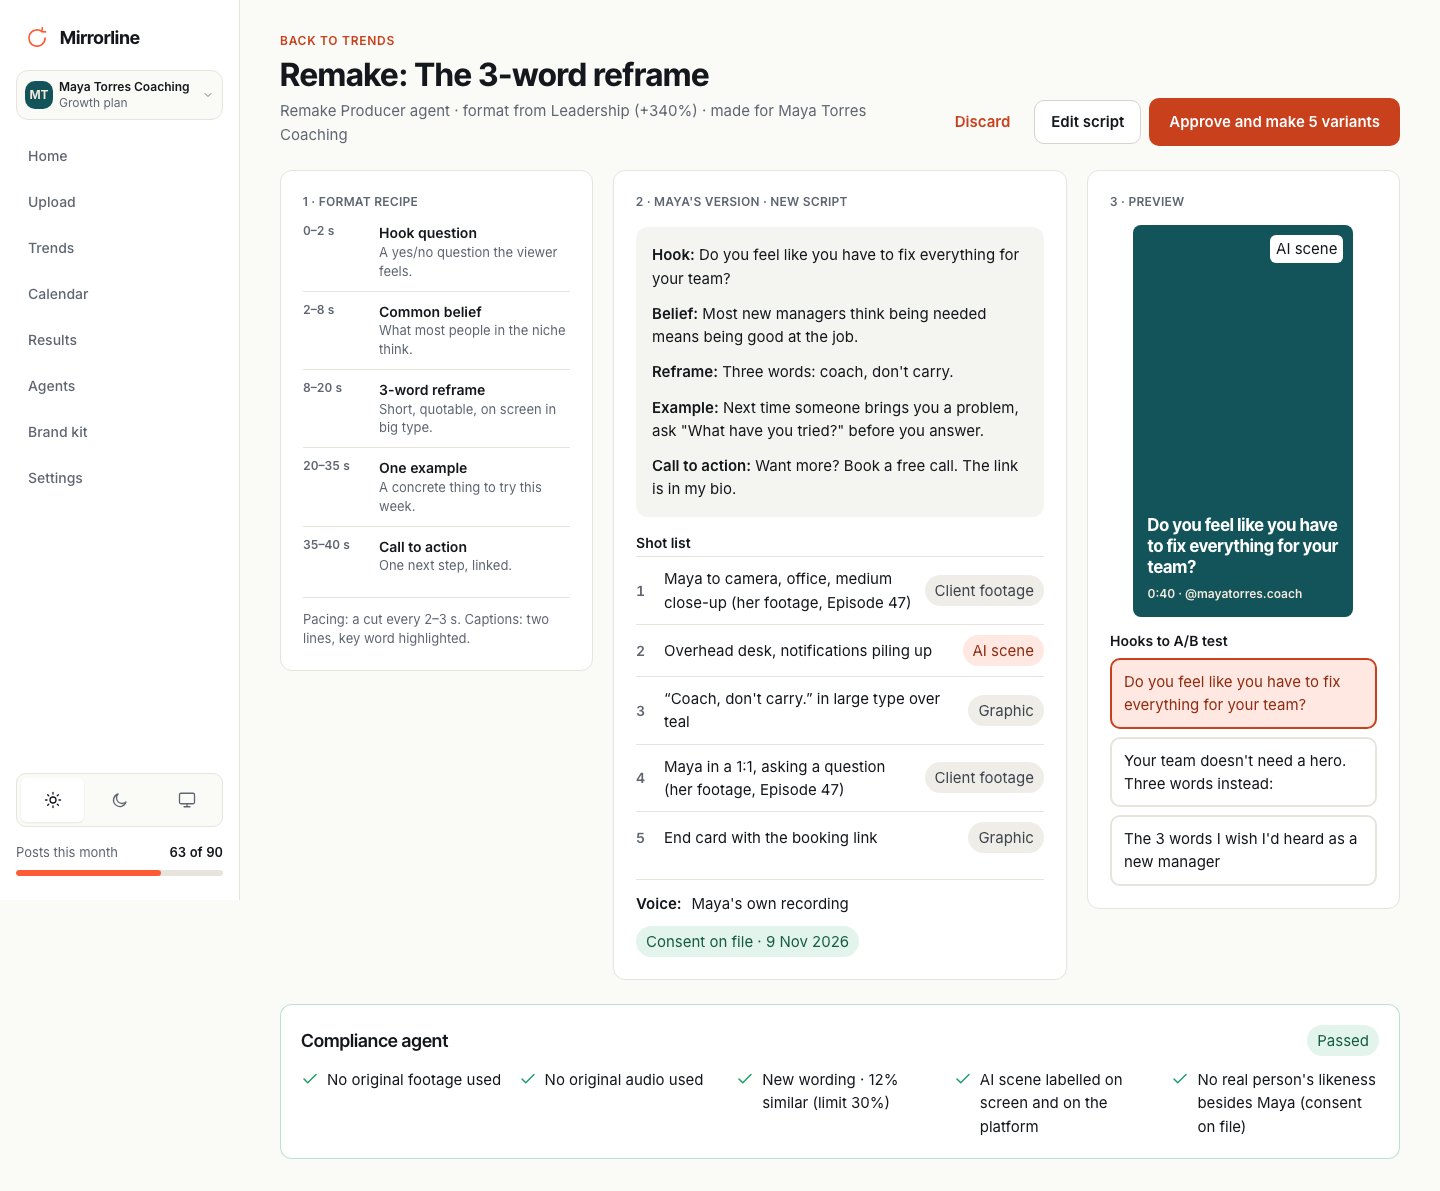 Mirrorline
MT
Maya Torres Coaching
Growth plan
Home
Upload
Trends
Calendar
Results
Agents
Brand kit
Settings
Posts this month
63 of 90
BACK TO TRENDS
Remake: The 3-word reframe
Remake Producer agent · format from Leadership (+340%) · made for Maya Torres
Coaching
Discard
Edit script
Approve and make 5 variants
1 · FORMAT RECIPE
0–2 s
Hook question
A yes/no question the viewer
feels.
2–8 s
Common belief
What most people in the niche
think.
8–20 s
3-word reframe
Short, quotable, on screen in
big type.
20–35 s
One example
A concrete thing to try this
week.
35–40 s
Call to action
One next step, linked.
Pacing: a cut every 2–3 s. Captions: two
lines, key word highlighted.
2 · MAYA'S VERSION · NEW SCRIPT
Hook: Do you feel like you have to fix everything for
your team?
Belief: Most new managers think being needed
means being good at the job.
Reframe: Three words: coach, don't carry.
Example: Next time someone brings you a problem,
ask "What have you tried?" before you answer.
Call to action: Want more? Book a free call. The link
is in my bio.
Shot list
1
Maya to camera, office, medium
close-up (her footage, Episode 47)
Client footage
2
Overhead desk, notifications piling up
AI scene
3
“Coach, don't carry.” in large type over
teal
Graphic
4
Maya in a 1:1, asking a question
(her footage, Episode 47)
Client footage
5
End card with the booking link
Graphic
Voice: Maya's own recording
Consent on file · 9 Nov 2026
3 · PREVIEW
AI scene
Do you feel like you have
to fix everything for your
team?
0:40 · @mayatorres.coach
Hooks to A/B test
Do you feel like you have to fix
everything for your team?
Your team doesn't need a hero.
Three words instead:
The 3 words I wish I'd heard as a
new manager
Compliance agent
Passed
No original footage used
No original audio used
New wording · 12%
similar (limit 30%)
AI scene labelled on
screen and on the
platform
No real person's likeness
besides Maya (consent
on file)